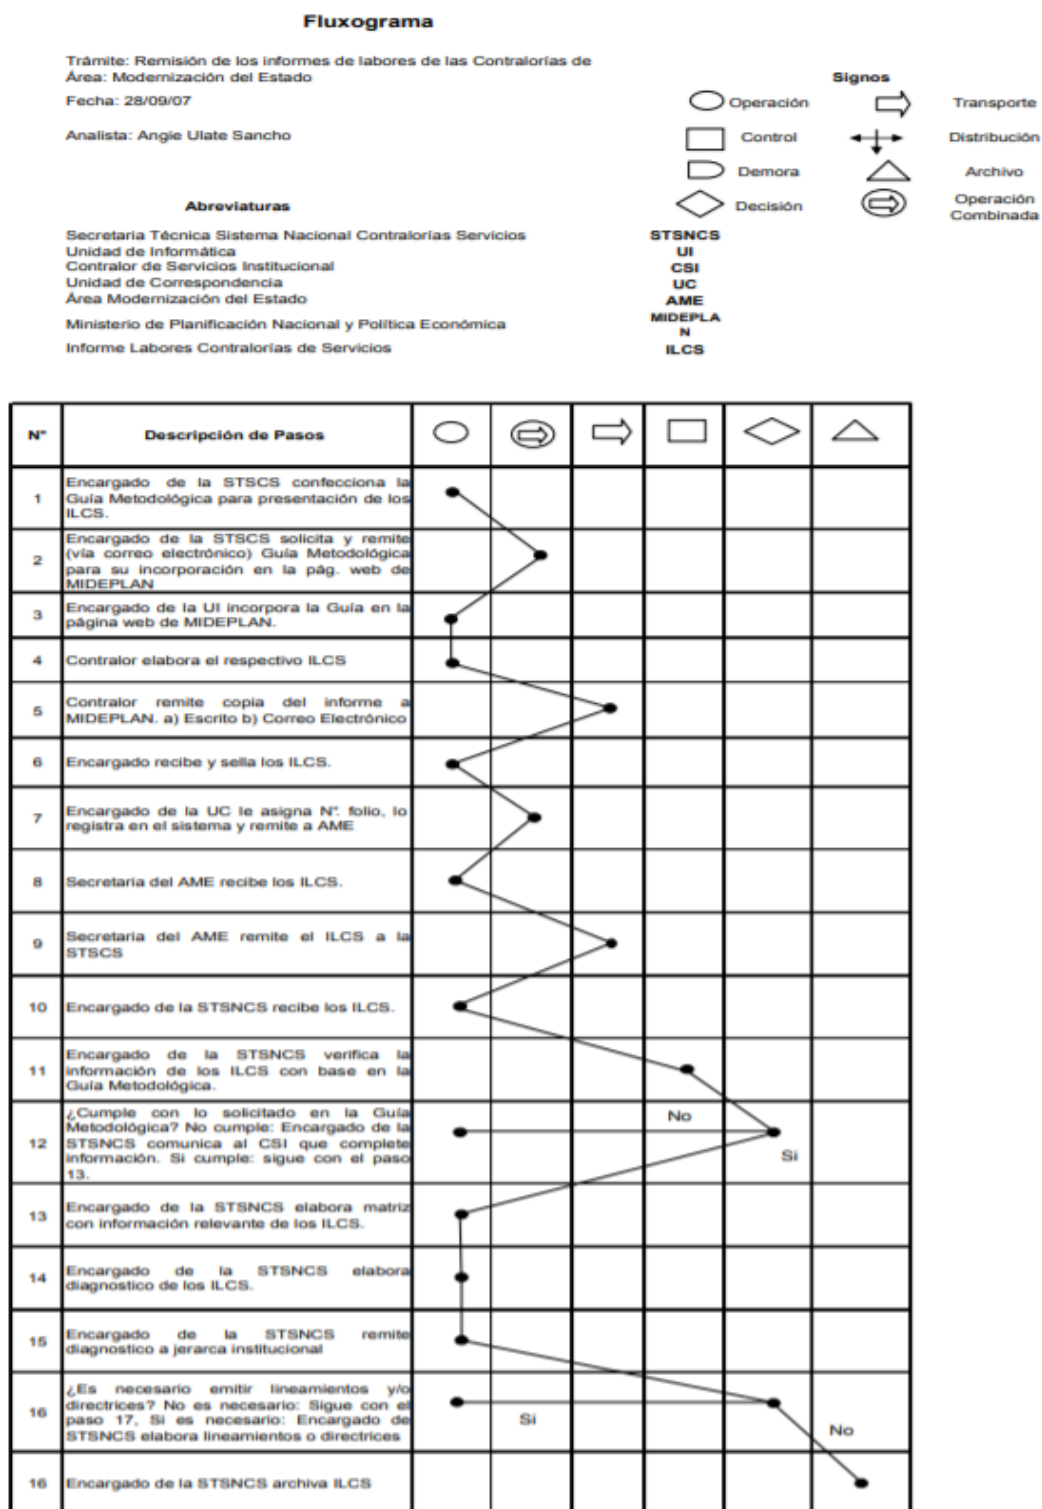 Fluxograma
Trámite: Remisión de los informes de labores de las Contralorías de
Área: Modernización del Estado
Fecha: 28/09/07
Analista: Angie Ulate Sancho
Signos
Operación
Transporte
Control
Distribución
Demora
Archivo
Decisión
Operación
Combinada
Abreviaturas
Secretaria Técnica Sistema Nacional Contralorías Servicios STSNCS
Unidad de Informática UI
Contralor de Servicios Institucional CSI
Unidad de Correspondencia UC
Área Modernización del Estado AME
Ministerio de Planificación Nacional y Política Económica MIDEPLA
N
Informe Labores Contralorías de Servicios ILCS
N° Descripción de Pasos
1
Encargado de la STSCS confecciona la
Guía Metodológica para presentación de los
ILCS.
2
Encargado de la STSCS solicita y remite
(vía correo electrónico) Guía Metodológica
para su incorporación en la pág. web de
MIDEPLAN
3
Encargado de la UI incorpora la Guía en la
página web de MIDEPLAN.
4
Contralor elabora el respectivo ILCS
5
Contralor remite copia del informe a
MIDEPLAN. a) Escrito b) Correo Electrónico
6
Encargado recibe y sella los ILCS.
7
Encargado de la UC le asigna N°. folio, lo
registra en el sistema y remite a AME
8
Secretaria del AME recibe los ILCS.
9
Secretaria del AME remite el ILCS a la
STSCS
10
Encargado de la STSNCS recibe los ILCS.
11
Encargado de la STSNCS verifica la
información de los ILCS con base en la
Guía Metodológica.
12
¿Cumple con lo solicitado en la Guía
Metodológica? No cumple: Encargado de la
STSNCS comunica al CSI que complete
información. Si cumple: sigue con el paso
13.
No
Si
13
Encargado de la STSNCS elabora matriz
con información relevante de los ILCS.
14
Encargado de la STSNCS elabora
diagnostico de los ILCS.
15
Encargado de la STSNCS remite
diagnostico a jerarca institucional
16
¿Es necesario emitir lineamientos y/o
directrices? No es necesario: Sigue con el
paso 17, Si es necesario: Encargado de
STSNCS elabora lineamientos o directrices
Si
No
16
Encargado de la STSNCS archiva ILCS